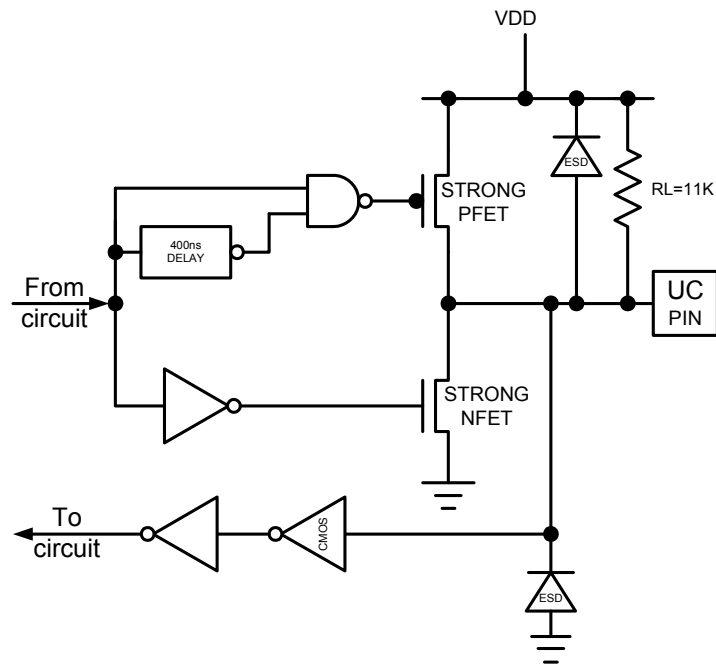 VDD
ESD
STRONG
PFET
RL=11K
400ns
DELAY
From
circuit
UC
PIN
STRONG
NFET
To
circuit
CMOS
ESD